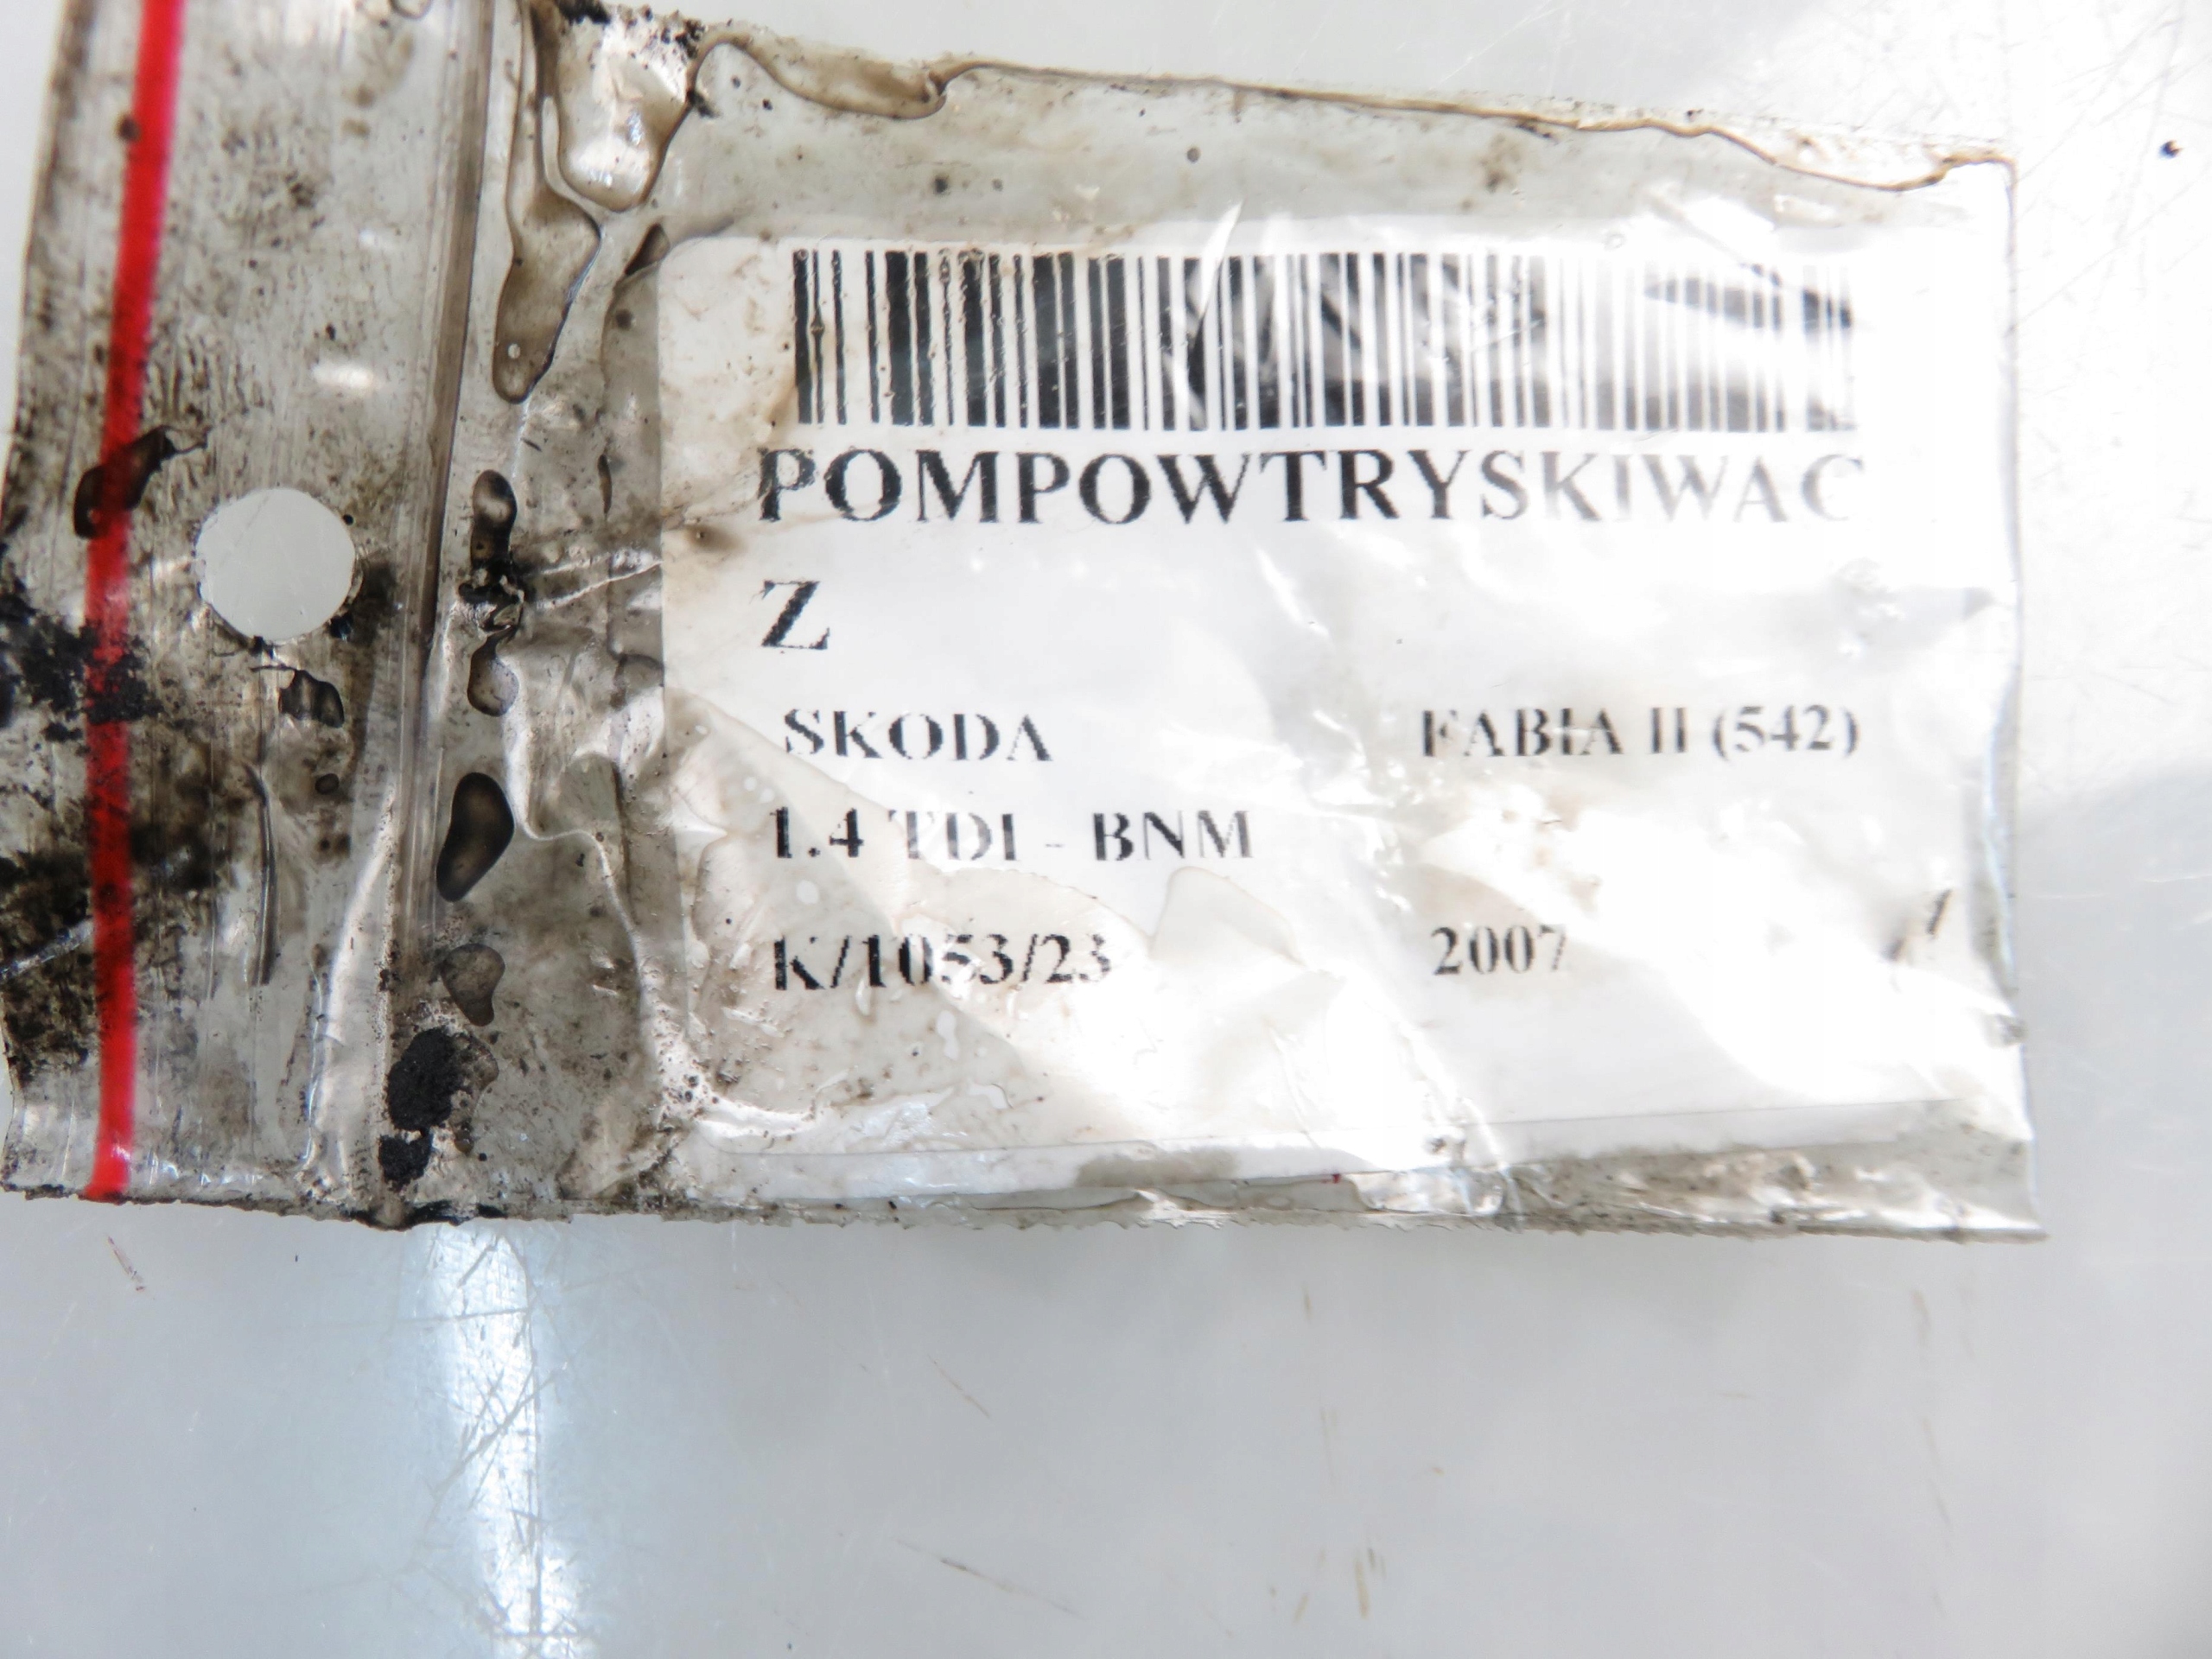 POMPOWTRYSKIWAC
Z
SKODA FABIA II (542)
1.4 TDI - BNM
K/1053/23 2007